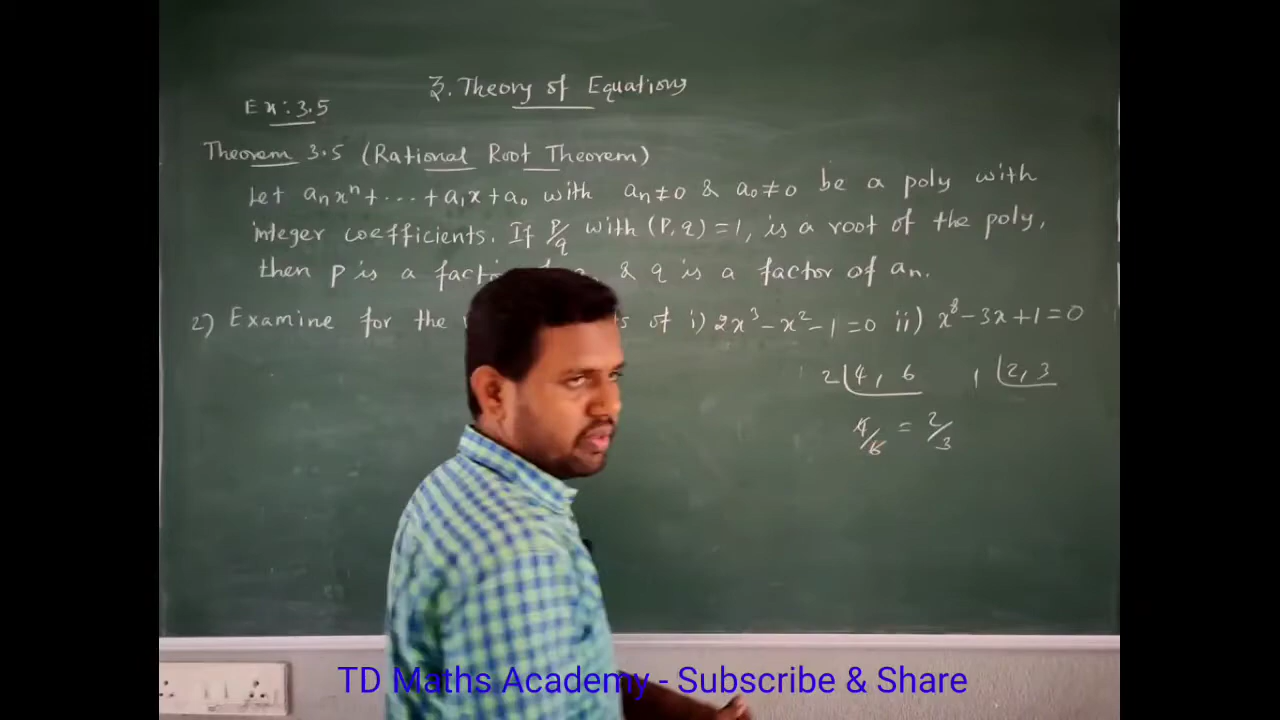 3. Theory of Equations
Ex: 3.5
Theorem 3.5 (Rational Root Theorem)
Let aₙxⁿ + ... + a₁x + a₀ with aₙ ≠ 0 & a₀ ≠ 0 be a poly with
integer coefficients. If P/q with (P,q) = 1, is a root of the poly,
then p is a & q is a factor of aₙ.
2) Examine for the of i) 2x³ - x² - 1 = 0 ii) x⁸ - 3x + 1 = 0
2 | 4, 6 1 | 2, 3
4/6 = 2/3
TD Maths Academy - Subscribe & Share